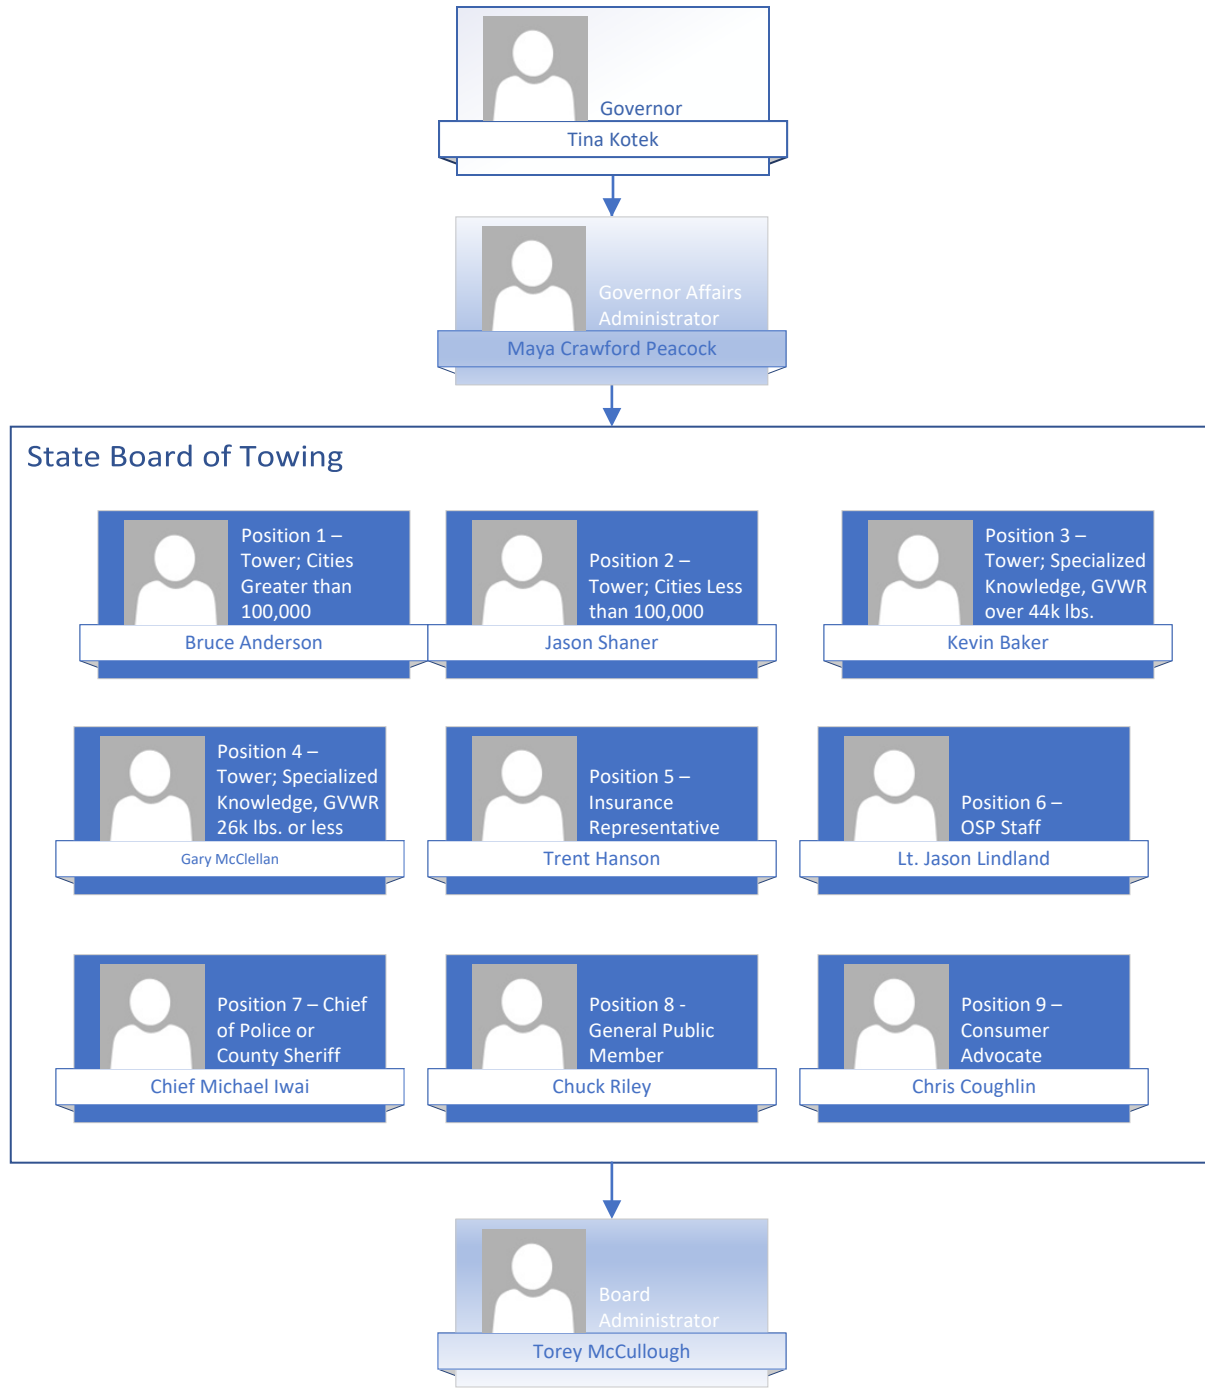 Governor
Tina Kotek
Governor Affairs
Administrator
Maya Crawford Peacock
State Board of Towing
Position 1 –
Tower; Cities
Greater than
100,000
Bruce Anderson
Position 2 –
Tower; Cities Less
than 100,000
Jason Shaner
Position 3 –
Tower; Specialized
Knowledge, GVWR
over 44k lbs.
Kevin Baker
Position 4 –
Tower; Specialized
Knowledge, GVWR
26k lbs. or less
Gary McClellan
Position 5 –
Insurance
Representative
Trent Hanson
Position 6 –
OSP Staff
Lt. Jason Lindland
Position 7 – Chief
of Police or
County Sheriff
Chief Michael Iwai
Position 8 -
General Public
Member
Chuck Riley
Position 9 –
Consumer
Advocate
Chris Coughlin
Board
Administrator
Torey McCullough